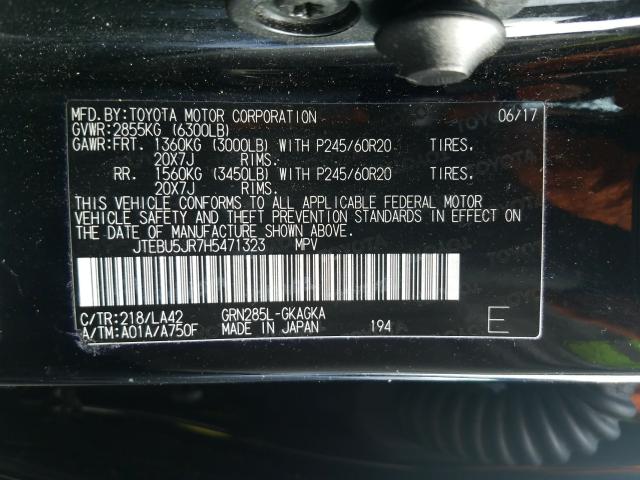 MFD.BY:TOYOTA MOTOR CORPORATION 06/17
GVWR:2855KG (6300LB)
GAWR:FRT. 1360KG (3000LB) WITH P245/60R20 TIRES.
20X7J RIMS.
RR. 1560KG (3450LB) WITH P245/60R20 TIRES.
20X7J RIMS.
THIS VEHICLE CONFORMS TO ALL APPLICABLE FEDERAL MOTOR
VEHICLE SAFETY AND THEFT PREVENTION STANDARDS IN EFFECT ON
THE DATE OF MANUFACTURE SHOWN ABOVE.
JTEBU5JR7H5471323 MPV
C/TR:218/LA42 GRN285L-GKAGKA
A/TM:A01A/A750F MADE IN JAPAN 194 E